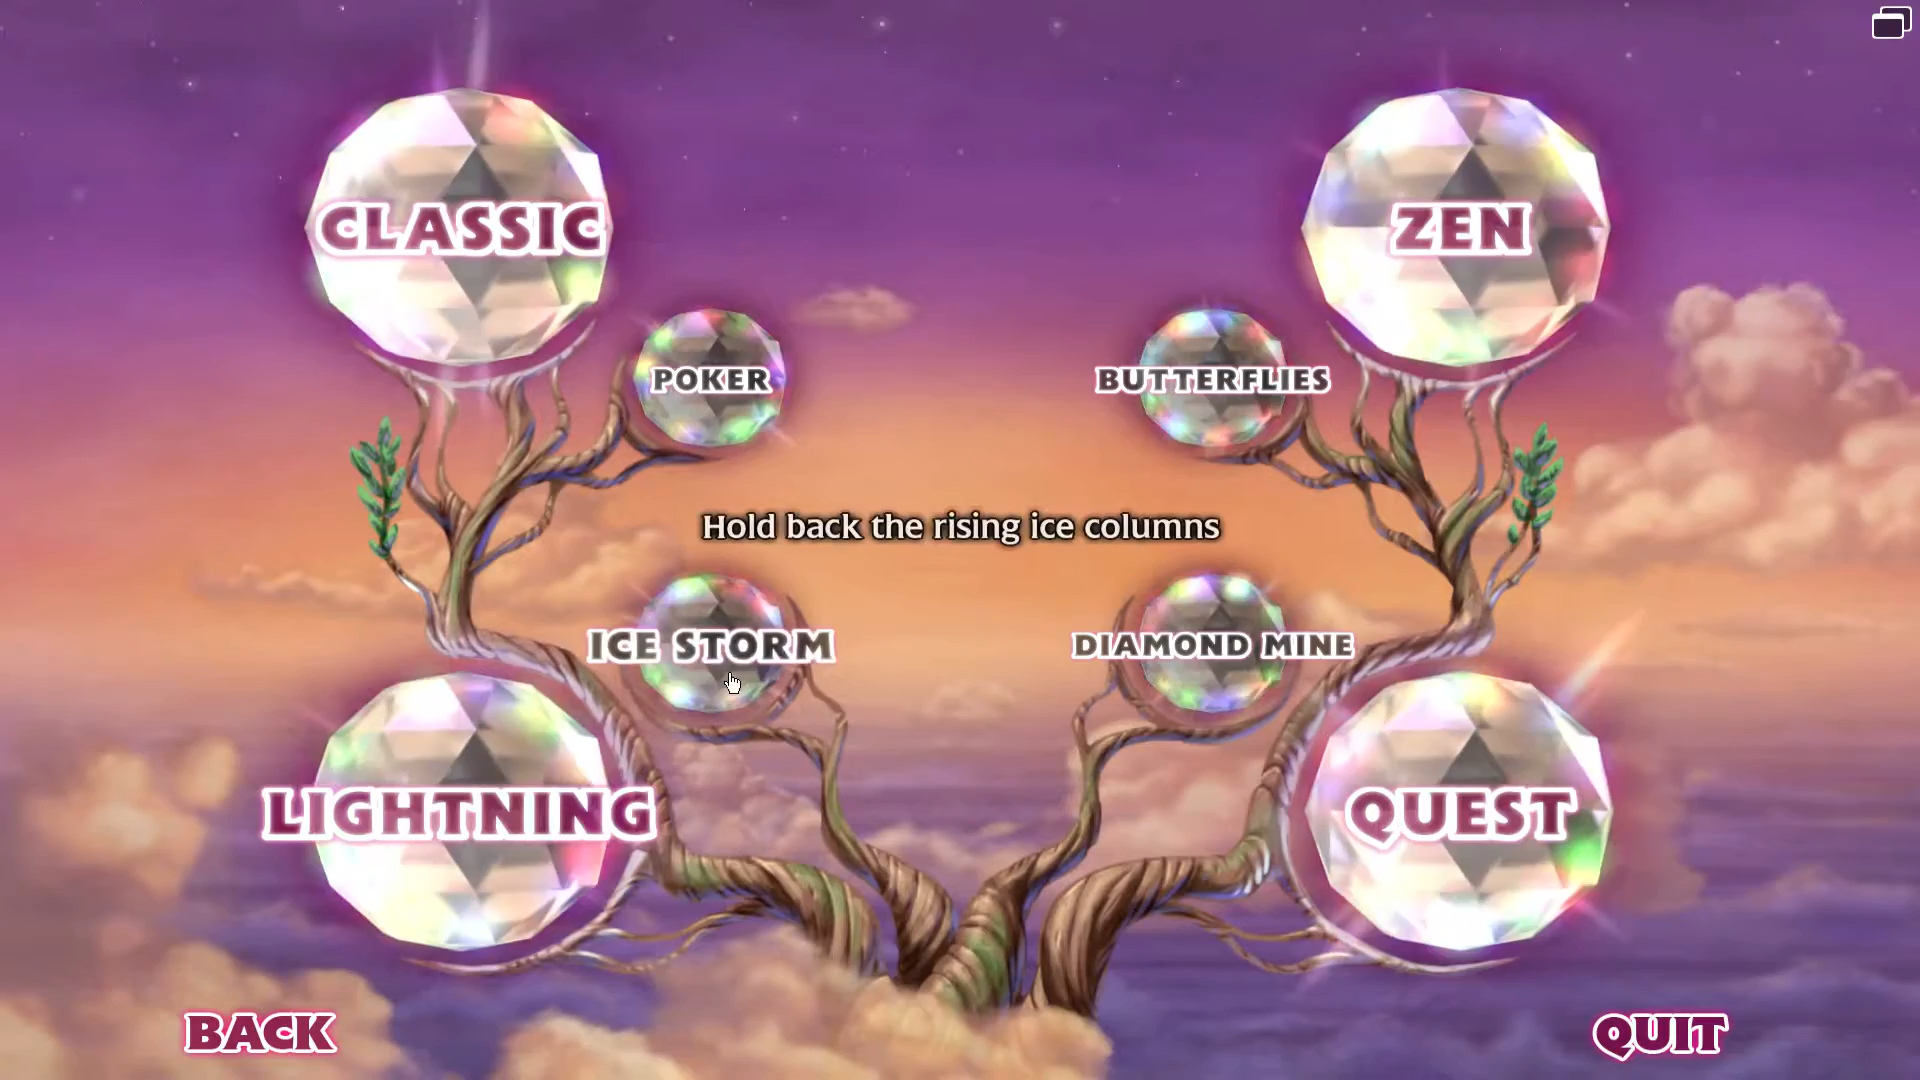 CLASSIC
ZEN
POKER
BUTTERFLIES
Hold back the rising ice columns
ICE STORM
DIAMOND MINE
LIGHTNING
QUEST
BACK
QUIT